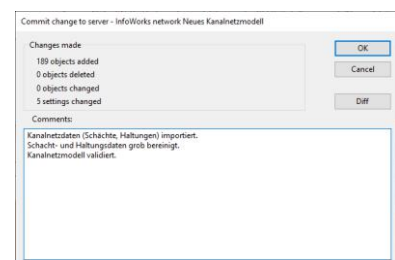 Commit change to server - InfoWorks network Neues Kanalnetzmodell
Changes made
189 objects added
0 objects deleted
0 objects changed
5 settings changed
OK
Cancel
Diff
Comments:
Kanalnetzdaten (Schächte, Haltungen) importiert.
Schacht- und Haltungsdaten grob bereinigt.
Kanalnetzmodell validiert.